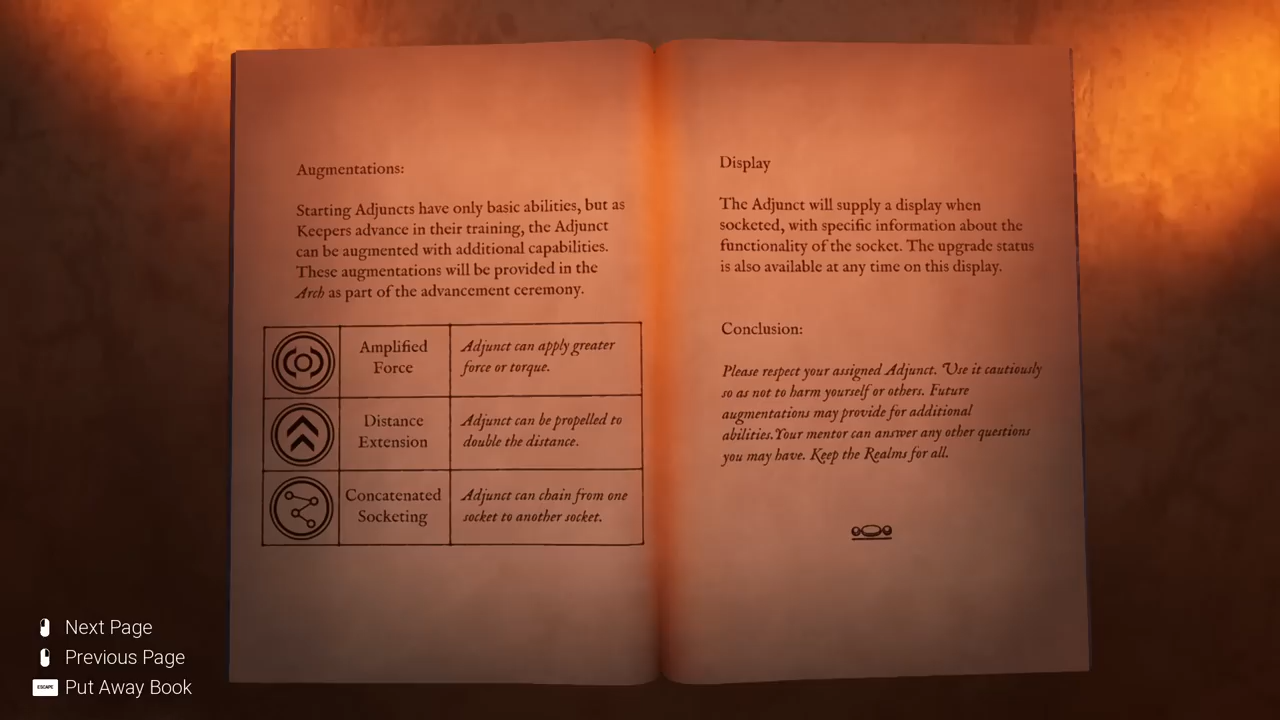 Augmentations:
Starting Adjuncts have only basic abilities, but as
Keepers advance in their training, the Adjunct
can be augmented with additional capabilities.
These augmentations will be provided in the
Arch as part of the advancement ceremony.
Amplified
Force
Adjunct can apply greater
force or torque.
Distance
Extension
Adjunct can be propelled to
double the distance.
Concatenated
Socketing
Adjunct can chain from one
socket to another socket.
Display
The Adjunct will supply a display when
socketed, with specific information about the
functionality of the socket. The upgrade status
is also available at any time on this display.
Conclusion:
Please respect your assigned Adjunct. Use it cautiously
so as not to harm yourself or others. Future
augmentations may provide for additional
abilities.Your mentor can answer any other questions
you may have. Keep the Realms for all.
Next Page
Previous Page
ESCAPE Put Away Book